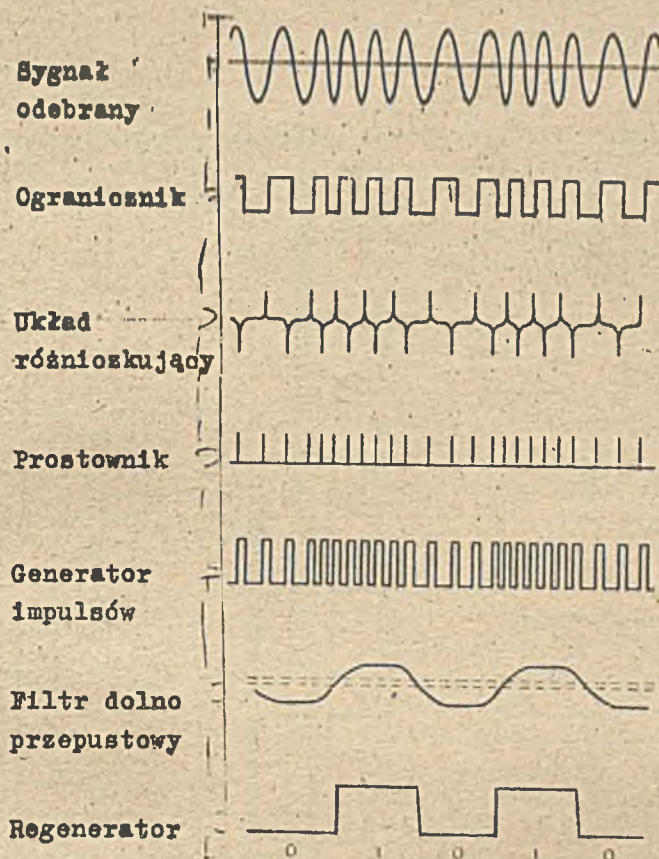 Sygnał
odebrany
Ogranicznik
Układ
różniczkujący
Prostownik
Generator
impulsów
Filtr dolno
przepustowy
Regenerator
0 1 0 1 0